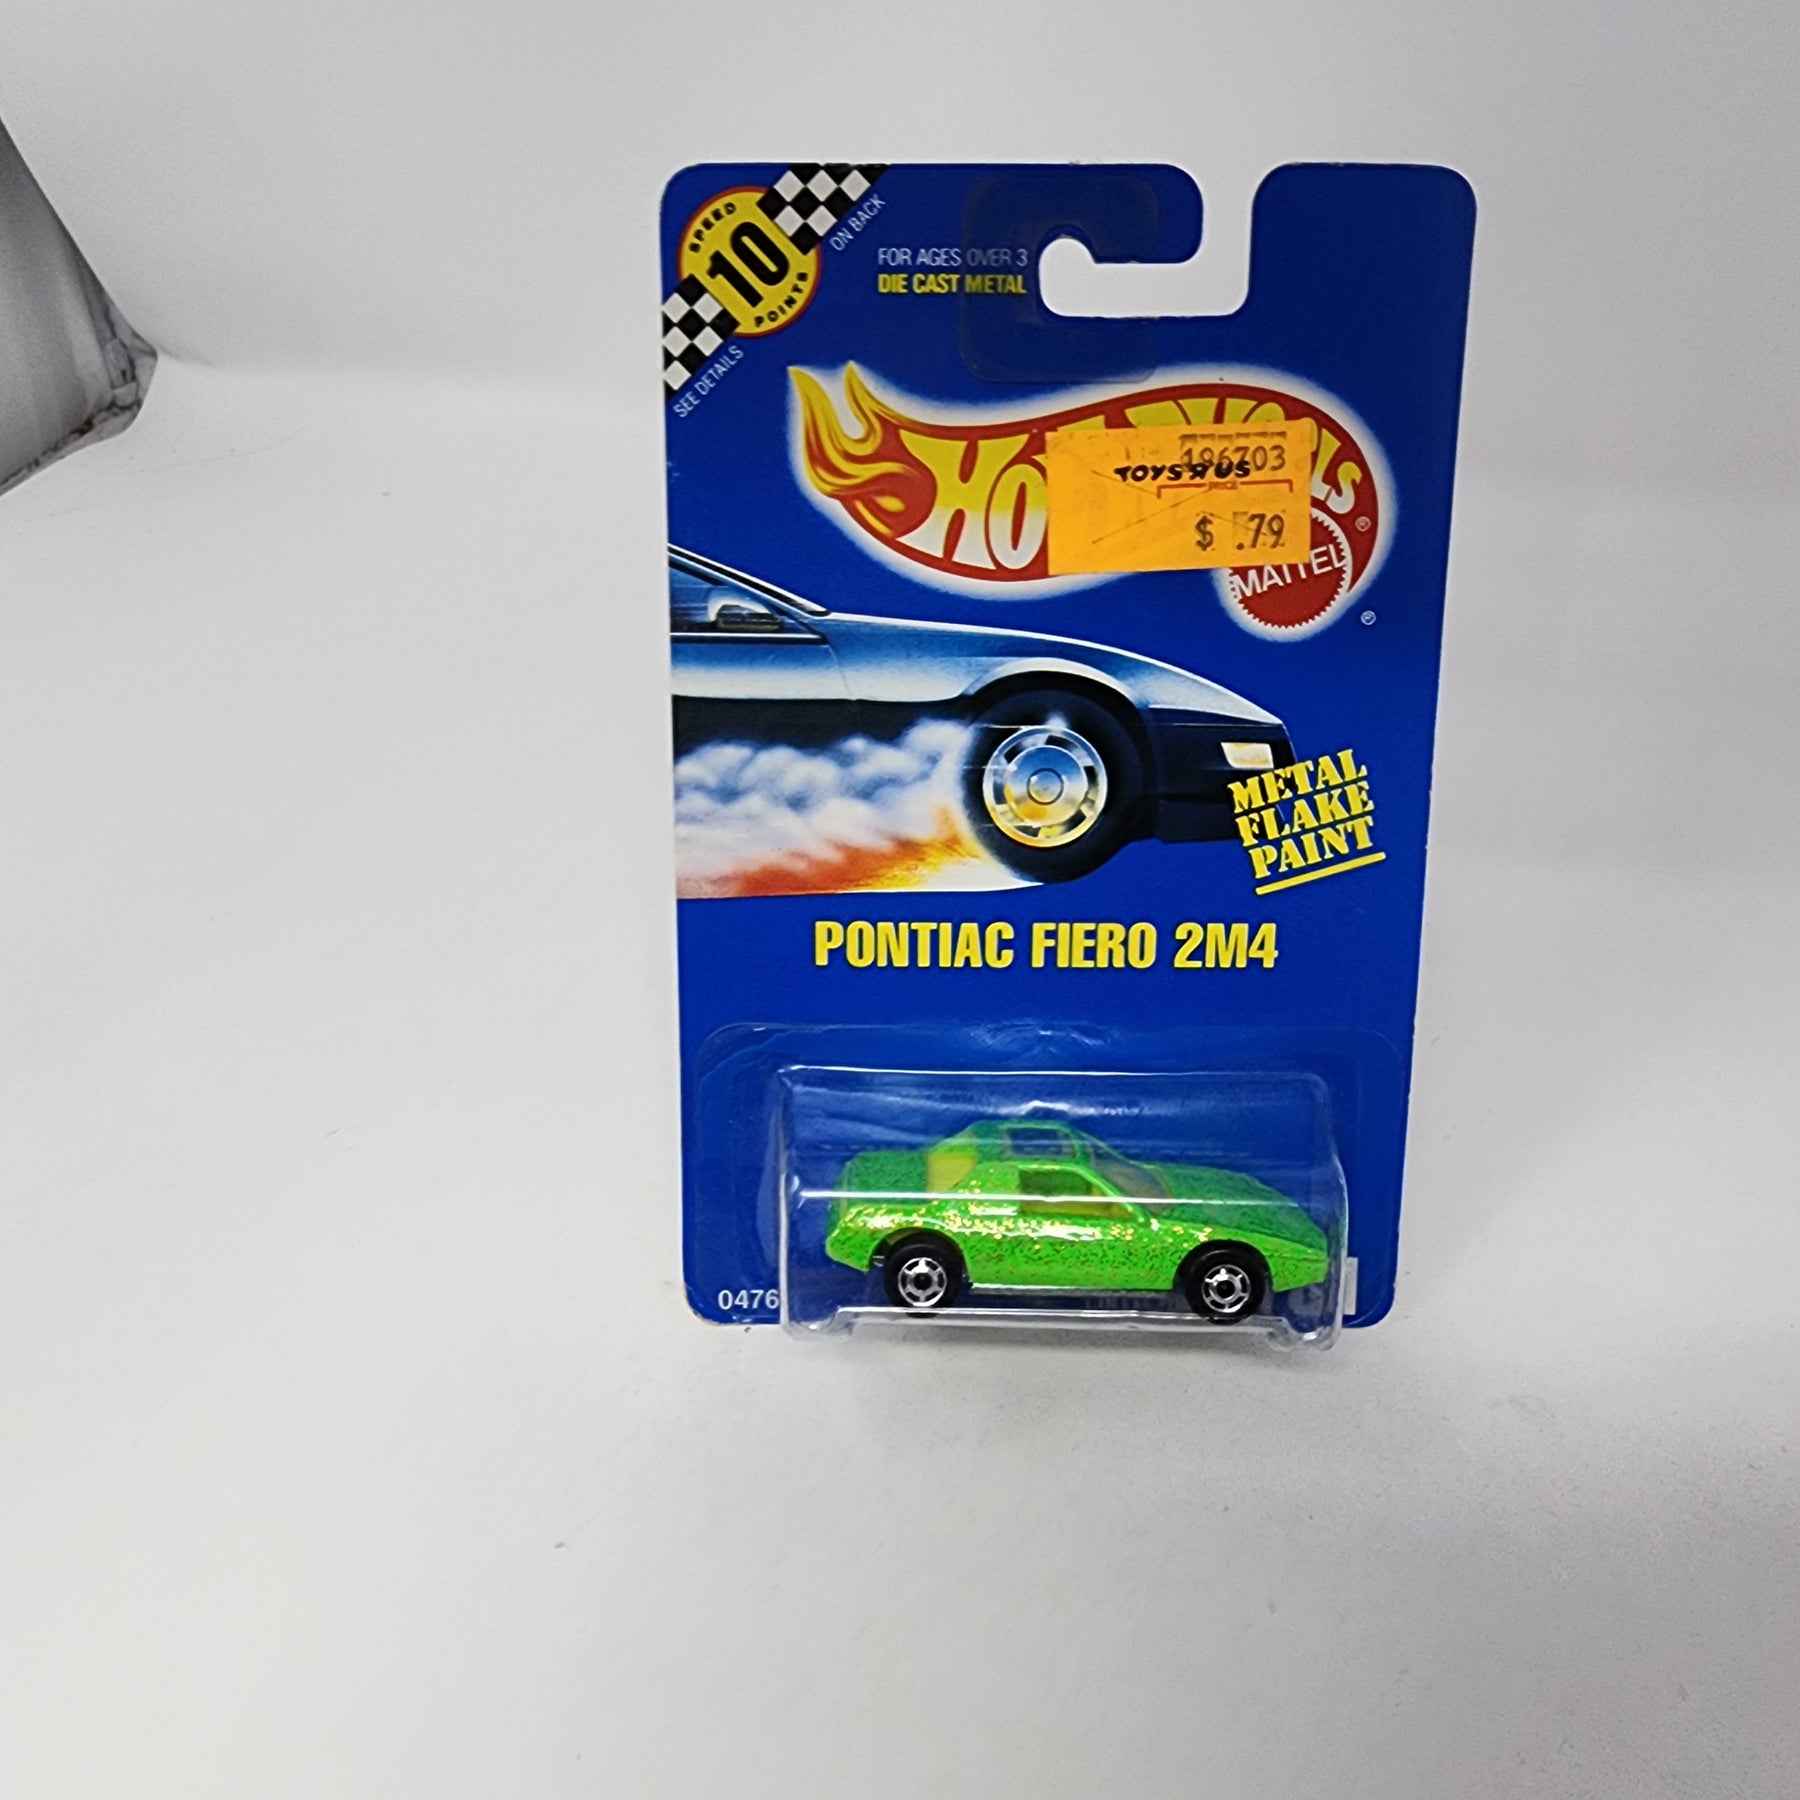 SPEED
10
POINTS
ON BACK
SEE DETAILS
FOR AGES OVER 3
DIE CAST METAL
TOYS R US
PRICE
$ .79
MATTEL
METAL
FLAKE
PAINT
PONTIAC FIERO 2M4
0476